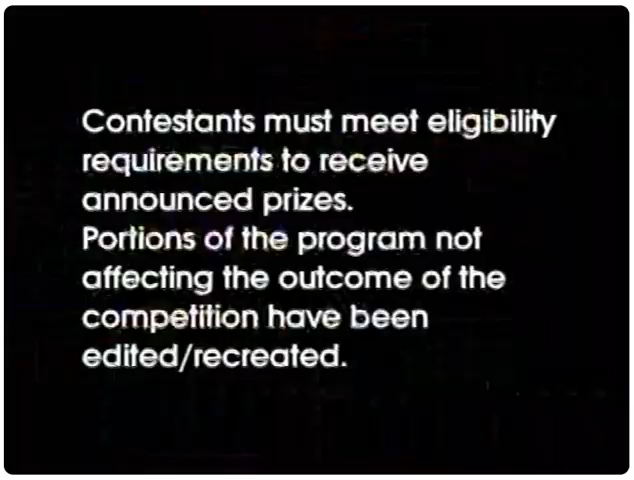 Contestants must meet eligibility
requirements to receive
announced prizes.
Portions of the program not
affecting the outcome of the
competition have been
edited/recreated.